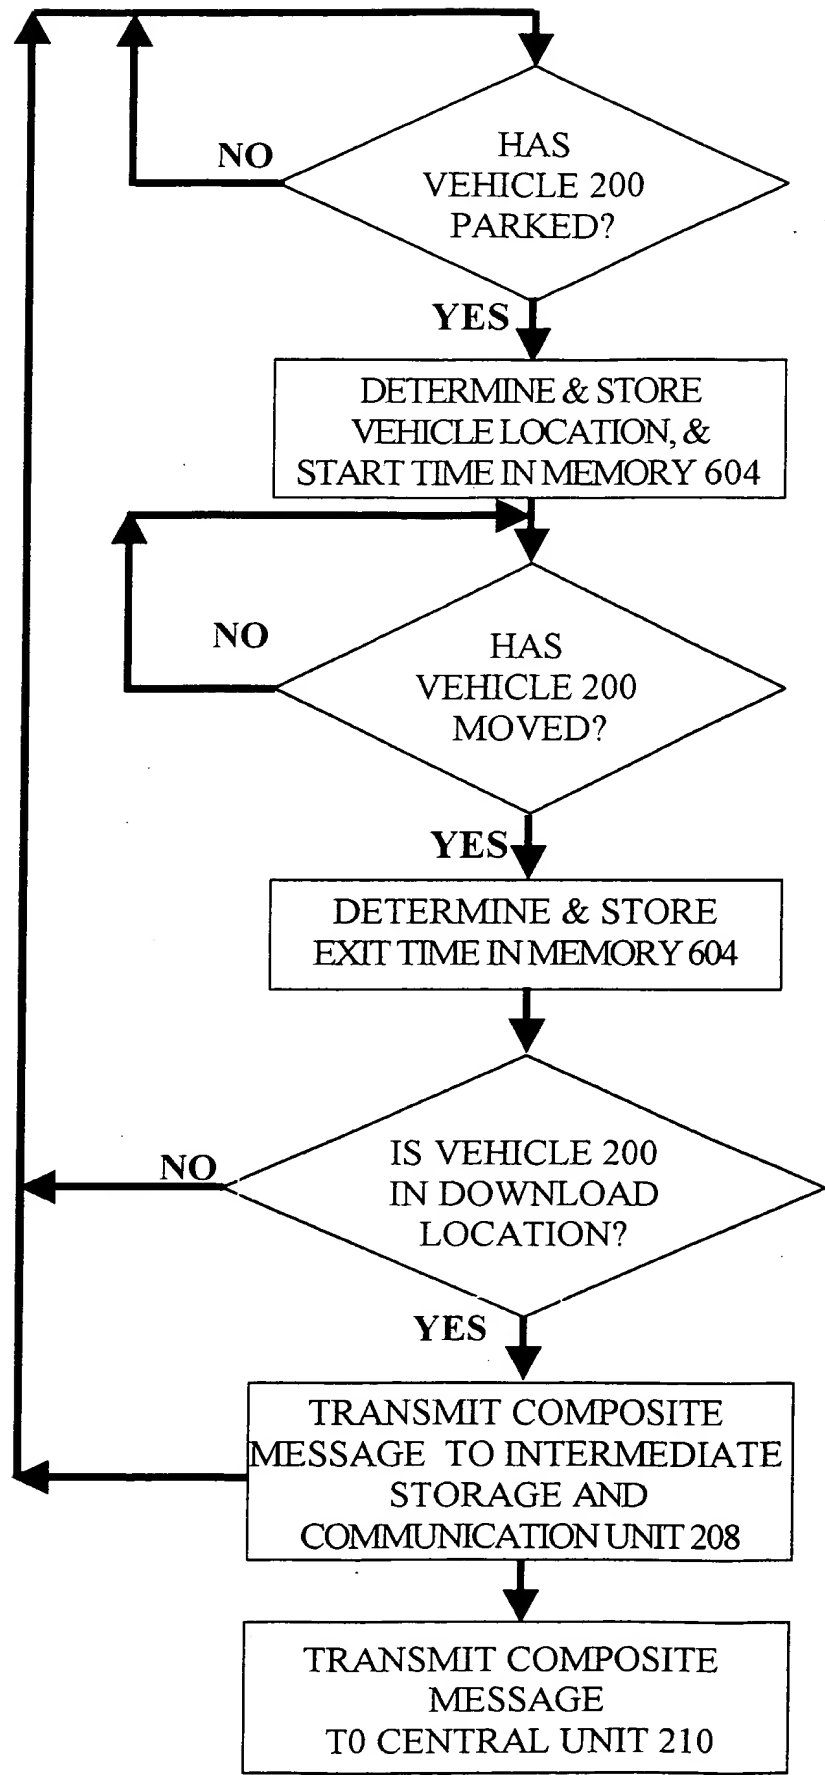 NO
HAS
VEHICLE 200
PARKED?
YES
DETERMINE & STORE
VEHICLE LOCATION, &
START TIME IN MEMORY 604
NO
HAS
VEHICLE 200
MOVED?
YES
DETERMINE & STORE
EXIT TIME IN MEMORY 604
NO
IS VEHICLE 200
IN DOWNLOAD
LOCATION?
YES
TRANSMIT COMPOSITE
MESSAGE TO INTERMEDIATE
STORAGE AND
COMMUNICATION UNIT 208
TRANSMIT COMPOSITE
MESSAGE
T0 CENTRAL UNIT 210